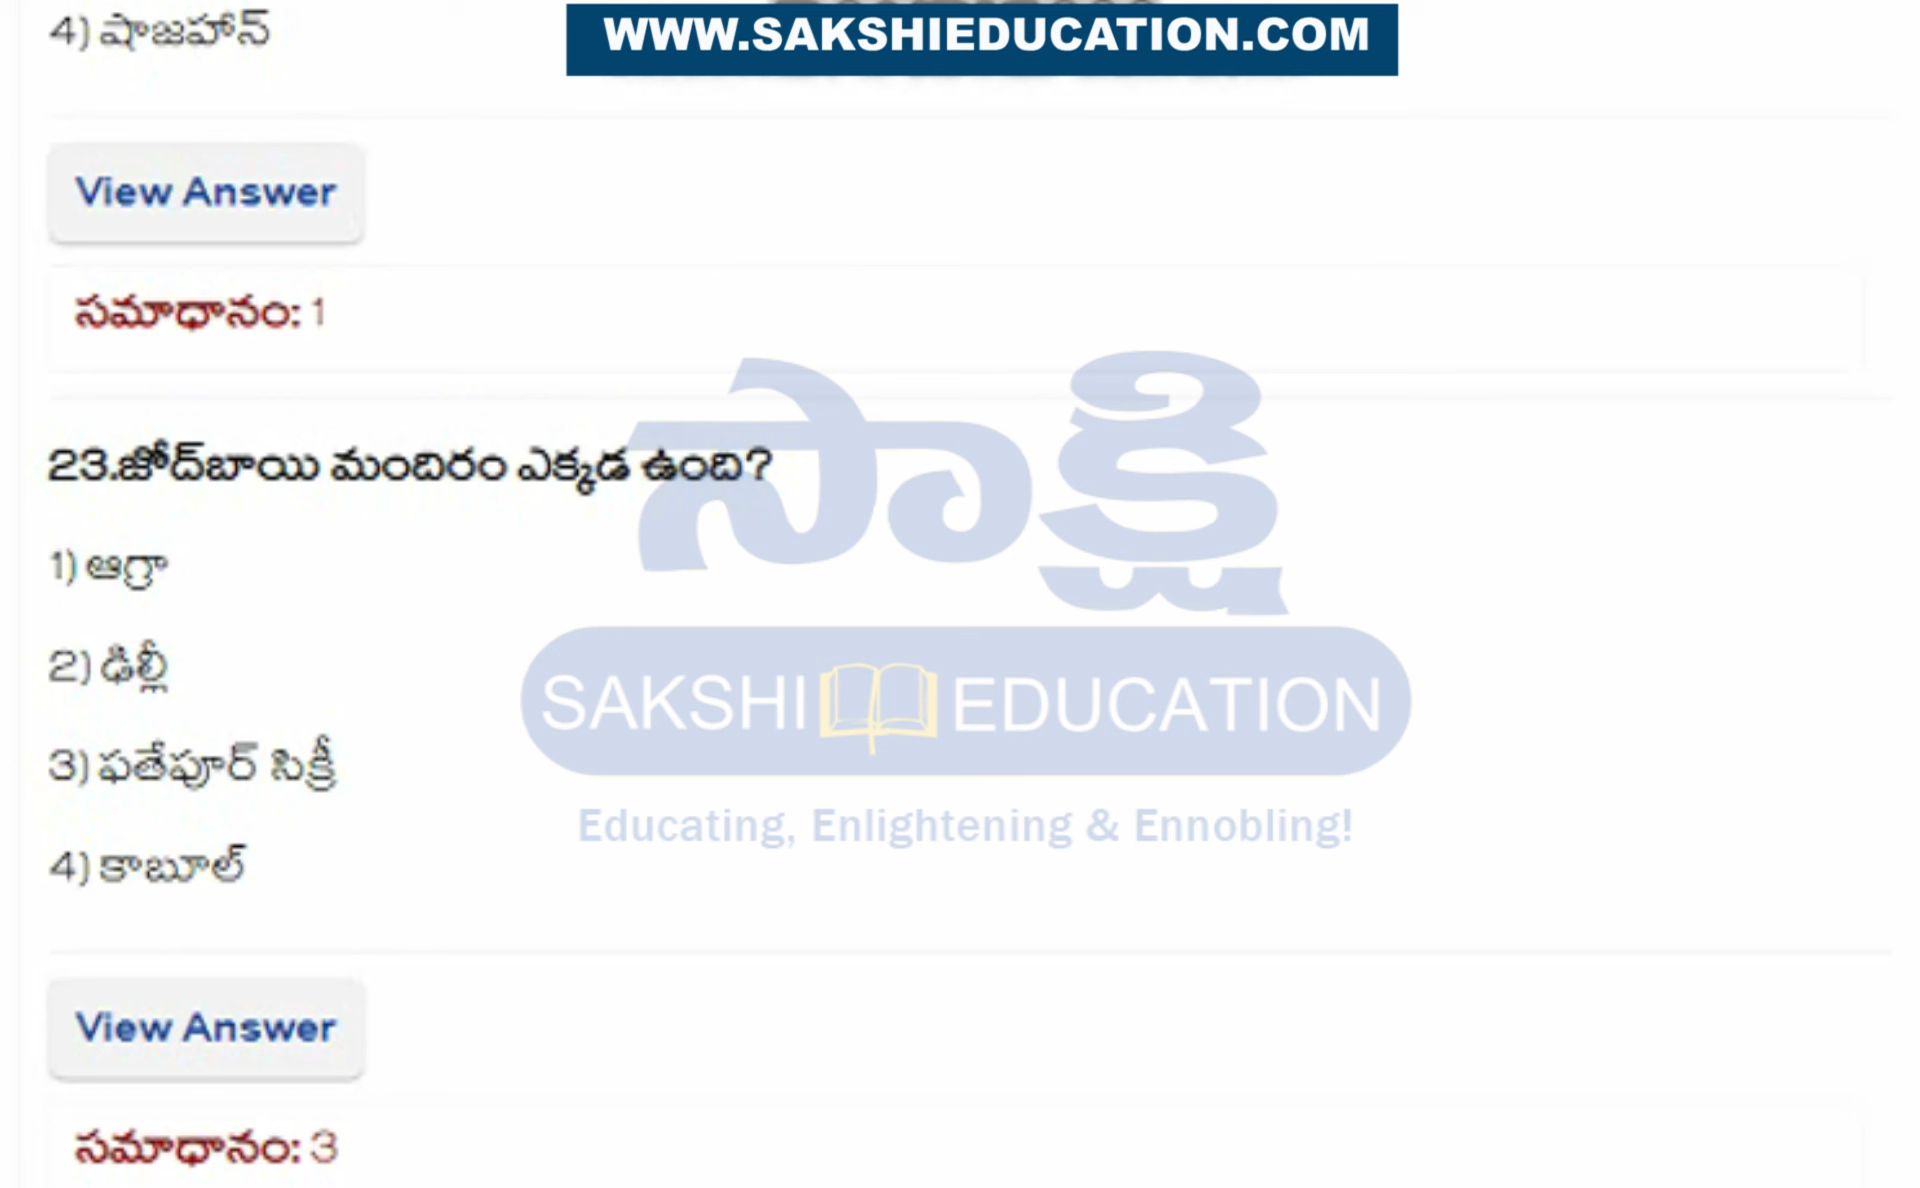 4) షాజహాన్
WWW.SAKSHIEDUCATION.COM
View Answer
సమాధానం: 1
సాక్షి
23.జోద్‌బాయి మందిరం ఎక్కడ ఉంది?
1) ఆగ్రా
2) ఢిల్లీ
SAKSHI EDUCATION
3) ఫతేపూర్ సిక్రీ
Educating, Enlightening & Ennobling!
4) కాబూల్
View Answer
సమాధానం: 3